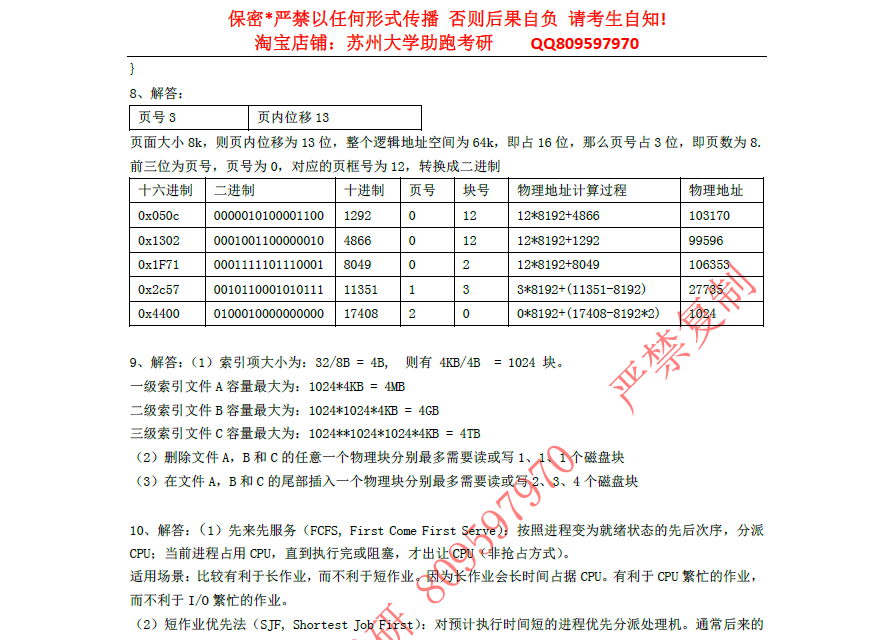 保密*严禁以任何形式传播 否则后果自负 请考生自知!
淘宝店铺：苏州大学助跑考研 QQ809597970
}
8、解答：
页号 3 页内位移 13
页面大小 8k，则页内位移为 13 位，整个逻辑地址空间为 64k，即占 16 位，那么页号占 3 位，即页数为 8.
前三位为页号，页号为 0，对应的页框号为 12，转换成二进制
十六进制 二进制 十进制 页号 块号 物理地址计算过程 物理地址
0x050c 0000010100001100 1292 0 12 12*8192+4866 103170
0x1302 0001001100000010 4866 0 12 12*8192+1292 99596
0x1F71 0001111101110001 8049 0 2 12*8192+8049 106353
0x2c57 0010110001010111 11351 1 3 3*8192+(11351-8192) 27735
0x4400 0100010000000000 17408 2 0 0*8192+(17408-8192*2) 1024
9、解答：（1）索引项大小为：32/8B = 4B， 则有 4KB/4B = 1024 块。
一级索引文件 A 容量最大为：1024*4KB = 4MB
二级索引文件 B 容量最大为：1024*1024*4KB = 4GB
三级索引文件 C 容量最大为：1024**1024*1024*4KB = 4TB
（2）删除文件 A，B 和 C 的任意一个物理块分别最多需要读或写 1、1、1 个磁盘块
（3）在文件 A，B 和 C 的尾部插入一个物理块分别最多需要读或写 2、3、4 个磁盘块
10、解答：（1）先来先服务（FCFS, First Come First Serve）：按照进程变为就绪状态的先后次序，分派
CPU；当前进程占用 CPU，直到执行完或阻塞，才出让 CPU（非抢占方式）。
适用场景：比较有利于长作业，而不利于短作业。因为长作业会长时间占据 CPU。有利于 CPU 繁忙的作业，
而不利于 I/O 繁忙的作业。
（2）短作业优先法（SJF, Shortest Job First）：对预计执行时间短的进程优先分派处理机。通常后来的
研 809597970 严禁复制